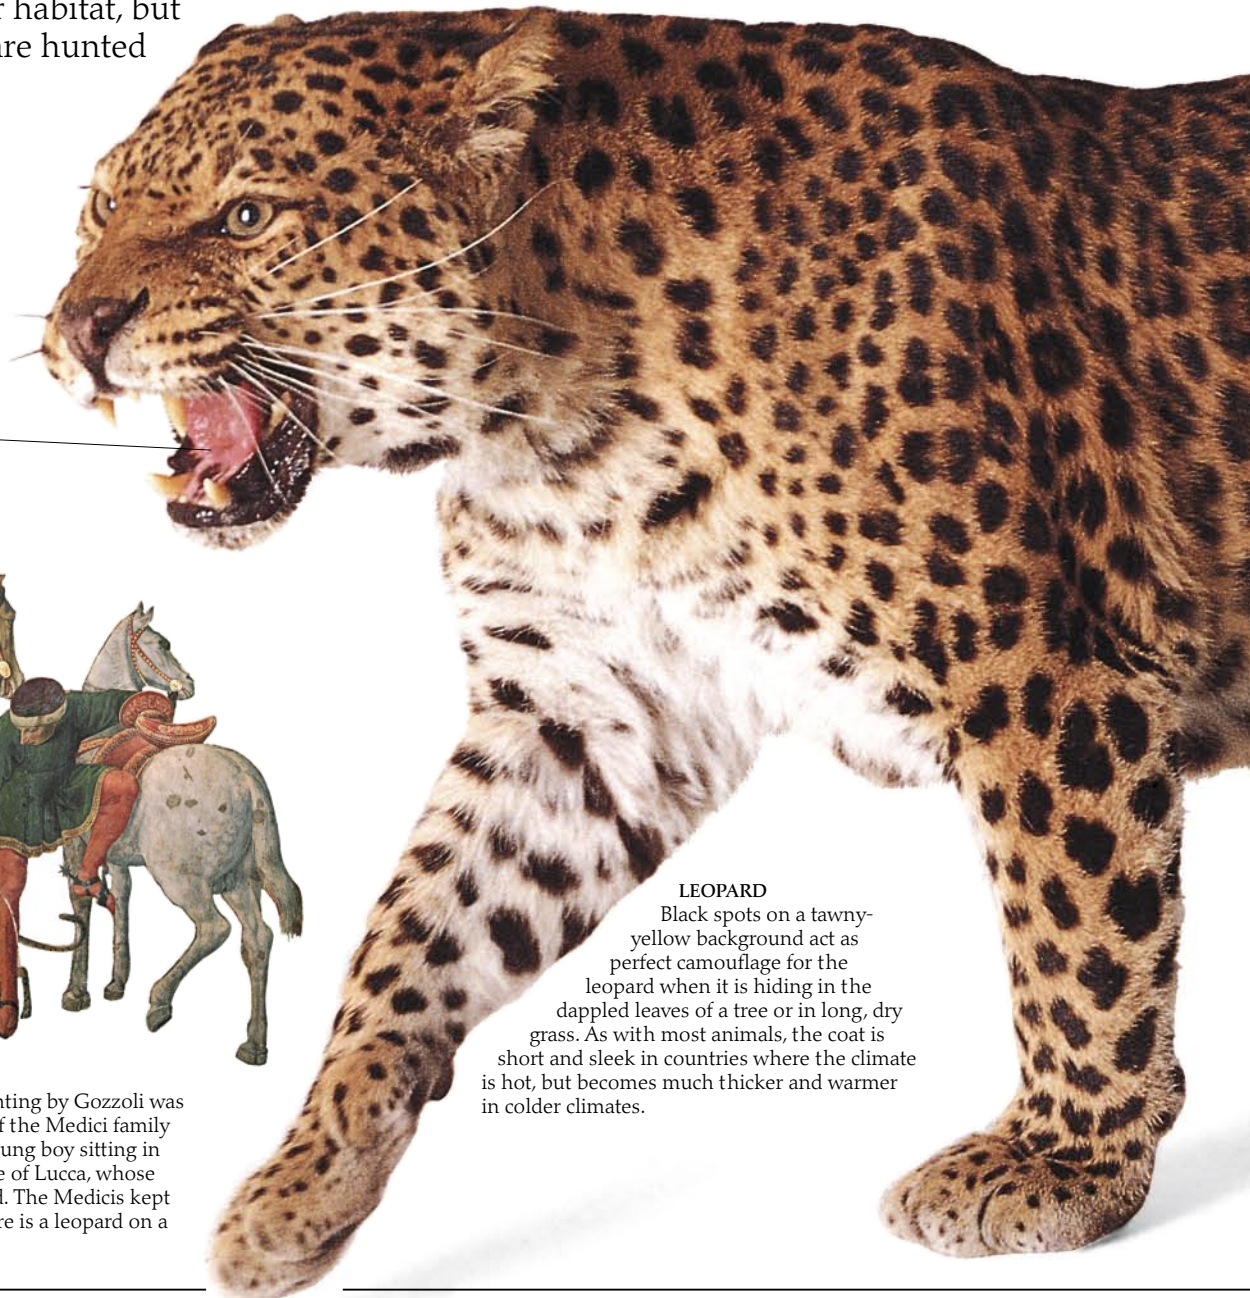 r habitat, but
are hunted
LEOPARD
Black spots on a tawny-
yellow background act as
perfect camouflage for the
leopard when it is hiding in the
dappled leaves of a tree or in long, dry
grass. As with most animals, the coat is
short and sleek in countries where the climate
is hot, but becomes much thicker and warmer
in colder climates.
nting by Gozzoli was
f the Medici family
ung boy sitting in
e of Lucca, whose
d. The Medicis kept
re is a leopard on a